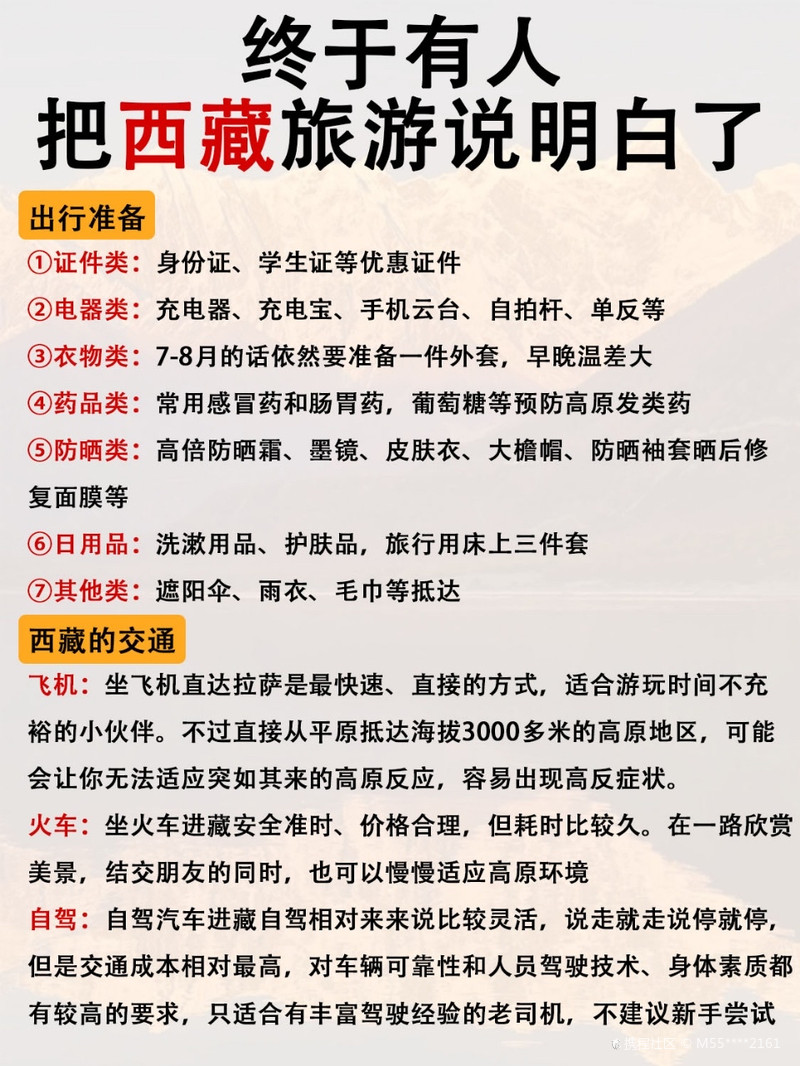 终于有人
把西藏旅游说明白了
出行准备
①证件类：身份证、学生证等优惠证件
②电器类：充电器、充电宝、手机云台、自拍杆、单反等
③衣物类：7-8月的话依然要准备一件外套，早晚温差大
④药品类：常用感冒药和肠胃药，葡萄糖等预防高原发类药
⑤防晒类：高倍防晒霜、墨镜、皮肤衣、大檐帽、防晒袖套晒后修
复面膜等
⑥日用品：洗漱用品、护肤品，旅行用床上三件套
⑦其他类：遮阳伞、雨衣、毛巾等抵达
西藏的交通
飞机：坐飞机直达拉萨是最快速、直接的方式，适合游玩时间不充
裕的小伙伴。不过直接从平原抵达海拔3000多米的高原地区，可能
会让你无法适应突如其来的高原反应，容易出现高反症状。
火车：坐火车进藏安全准时、价格合理，但耗时比较久。在一路欣赏
美景，结交朋友的同时，也可以慢慢适应高原环境
自驾：自驾汽车进藏自驾相对来来说比较灵活，说走就走说停就停，
但是交通成本相对最高，对车辆可靠性和人员驾驶技术、身体素质都
有较高的要求，只适合有丰富驾驶经验的老司机，不建议新手尝试
携程社区 © M55****2161